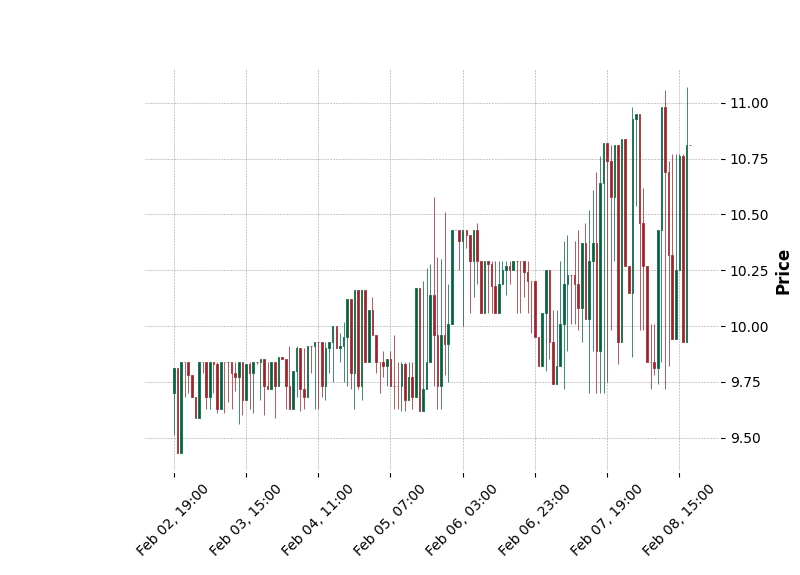 11.00
10.75
10.50
10.25
10.00
9.75
9.50
Price
Feb 02, 19:00
Feb 03, 15:00
Feb 04, 11:00
Feb 05, 07:00
Feb 06, 03:00
Feb 06, 23:00
Feb 07, 19:00
Feb 08, 15:00